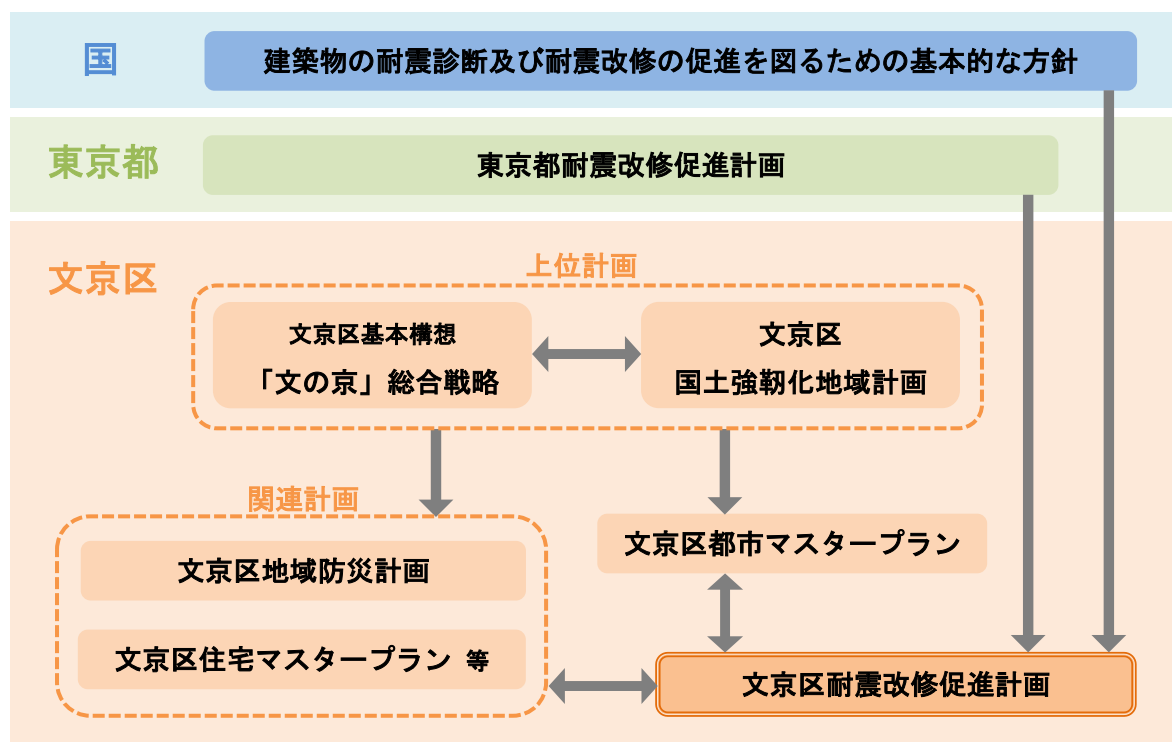 国
建築物の耐震診断及び耐震改修の促進を図るための基本的な方針
東京都
東京都耐震改修促進計画
文京区
上位計画
文京区基本構想
「文の京」総合戦略
文京区
国土強靭化地域計画
関連計画
文京区地域防災計画
文京区住宅マスタープラン 等
文京区都市マスタープラン
文京区耐震改修促進計画